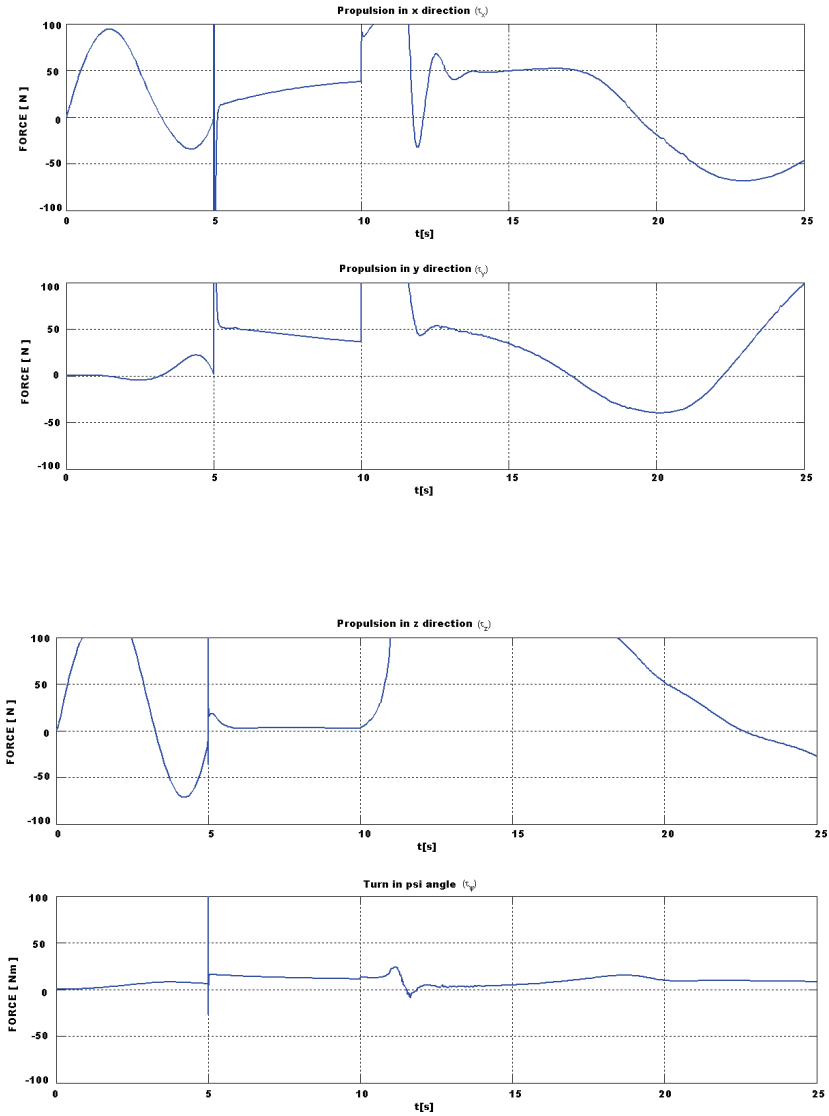 Propulsion in x direction (τx)
100
50
0
-50
-100
FORCE [ N ]
0 5 10 15 20 25
t[s]
Propulsion in y direction (τy)
100
50
0
-50
-100
FORCE [ N ]
0 5 10 15 20 25
t[s]
Propulsion in z direction (τz)
100
50
0
-50
-100
FORCE [ N ]
0 5 10 15 20 25
t[s]
Turn in psi angle (τψ)
100
50
0
-50
-100
FORCE [ Nm ]
0 5 10 15 20 25
t[s]